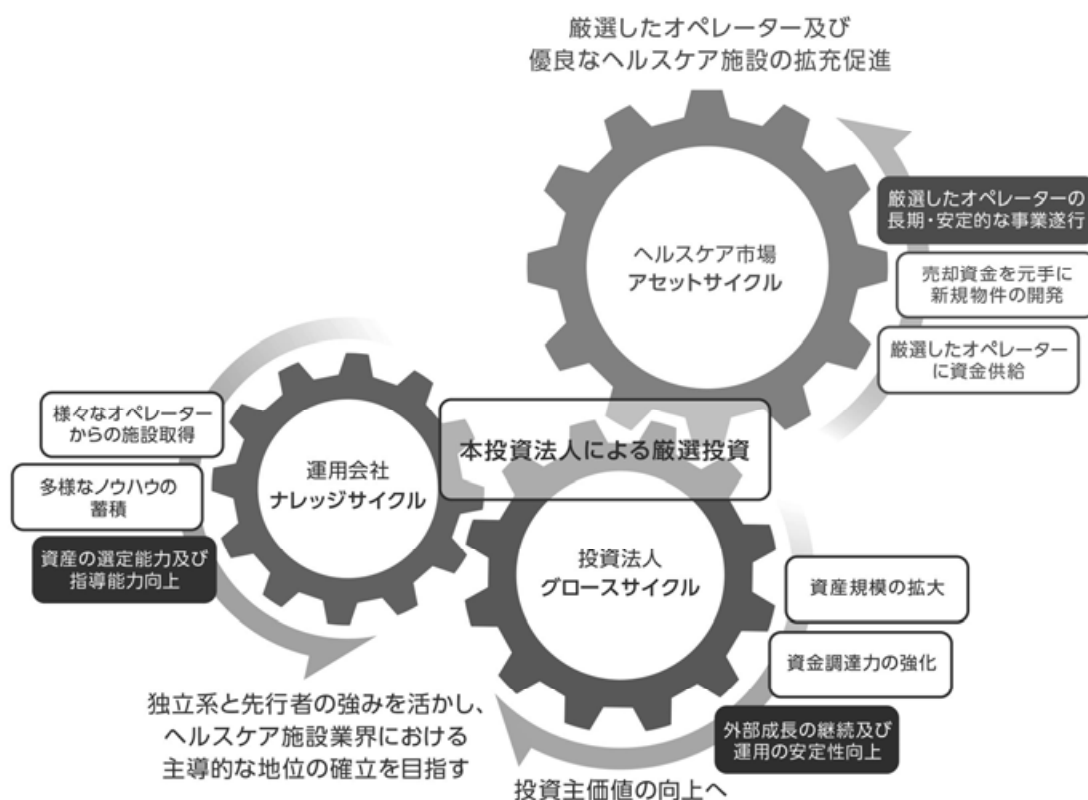 厳選したオペレーター及び
優良なヘルスケア施設の拡充促進
ヘルスケア市場
アセットサイクル
厳選したオペレーターの
長期・安定的な事業遂行
売却資金を元手に
新規物件の開発
厳選したオペレーター
に資金供給
様々なオペレーター
からの施設取得
多様なノウハウの
蓄積
資産の選定能力及び
指導能力向上
運用会社
ナレッジサイクル
本投資法人による厳選投資
投資法人
グロースサイクル
資産規模の拡大
資金調達力の強化
外部成長の継続及び
運用の安定性向上
独立系と先行者の強みを活かし、
ヘルスケア施設業界における
主導的な地位の確立を目指す
投資主価値の向上へ